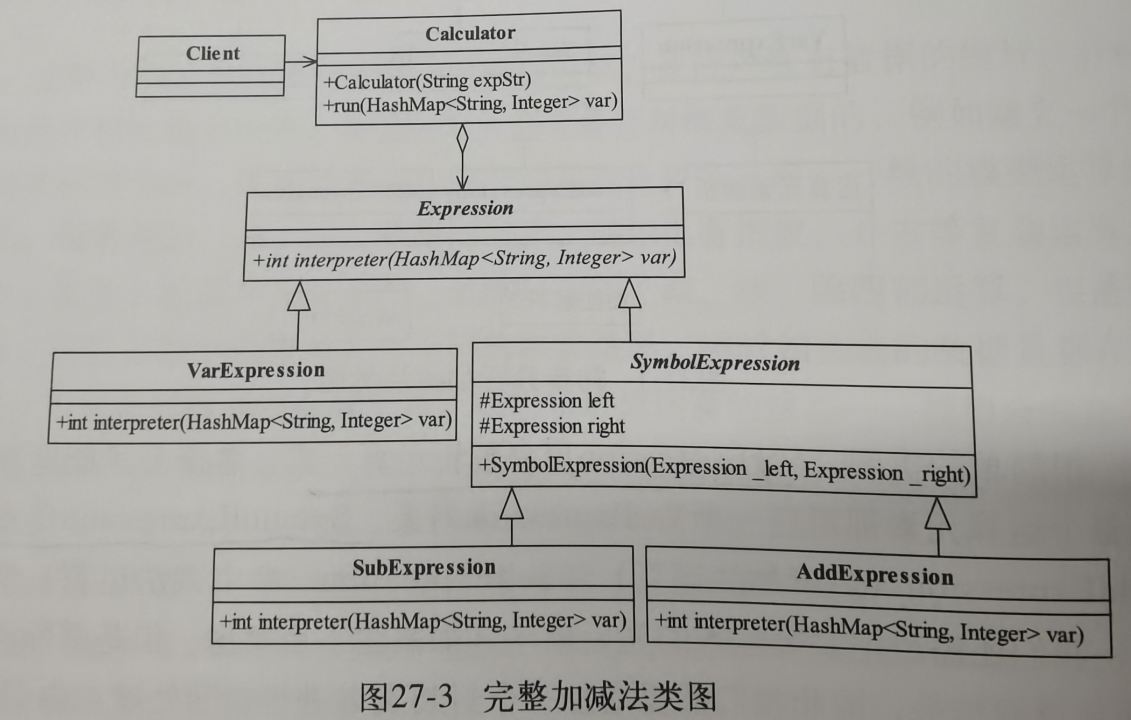 Client
Calculator
+Calculator(String expStr)
+run(HashMap<String, Integer> var)
Expression
+int interpreter(HashMap<String, Integer> var)
VarExpression
+int interpreter(HashMap<String, Integer> var)
SymbolExpression
#Expression left
#Expression right
+SymbolExpression(Expression _left, Expression _right)
SubExpression
+int interpreter(HashMap<String, Integer> var)
AddExpression
+int interpreter(HashMap<String, Integer> var)
图27-3 完整加减法类图